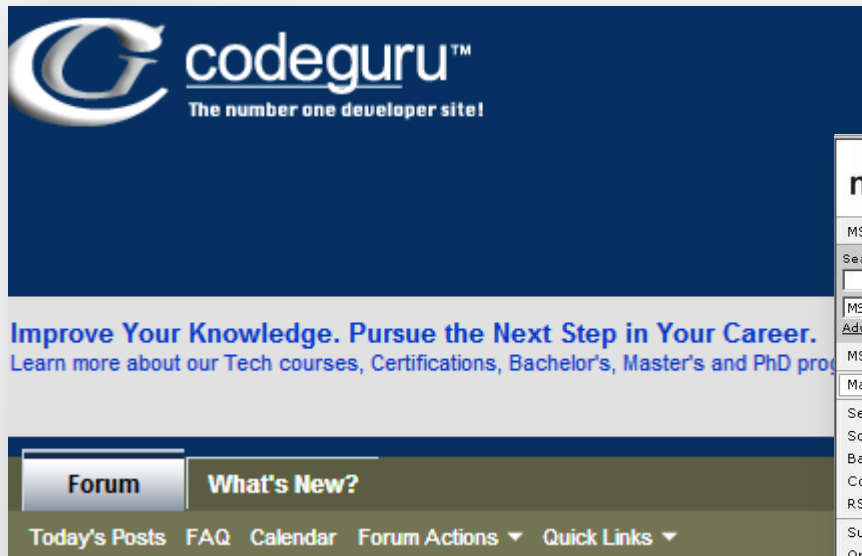 codeguru™
The number one developer site!
Improve Your Knowledge. Pursue the Next Step in Your Career.
Learn more about our Tech courses, Certifications, Bachelor's, Master's and PhD
Forum What's New?
Today's Posts FAQ Calendar Forum Actions Quick Links